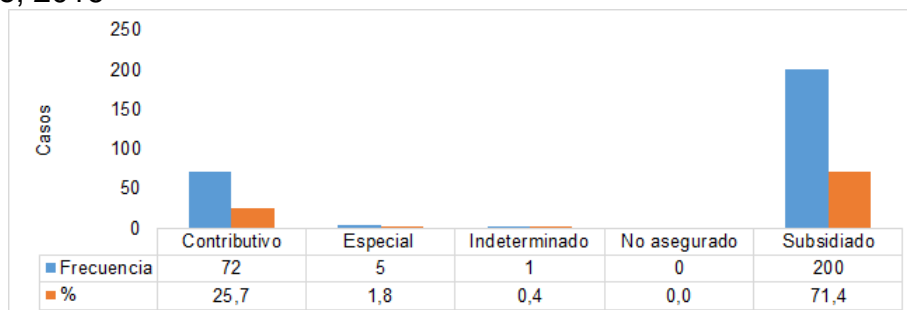 250
200
150
100
50
0
Casos
Contributivo Especial Indeterminado No asegurado Subsidiado
Frecuencia 72 5 1 0 200
% 25,7 1,8 0,4 0,0 71,4